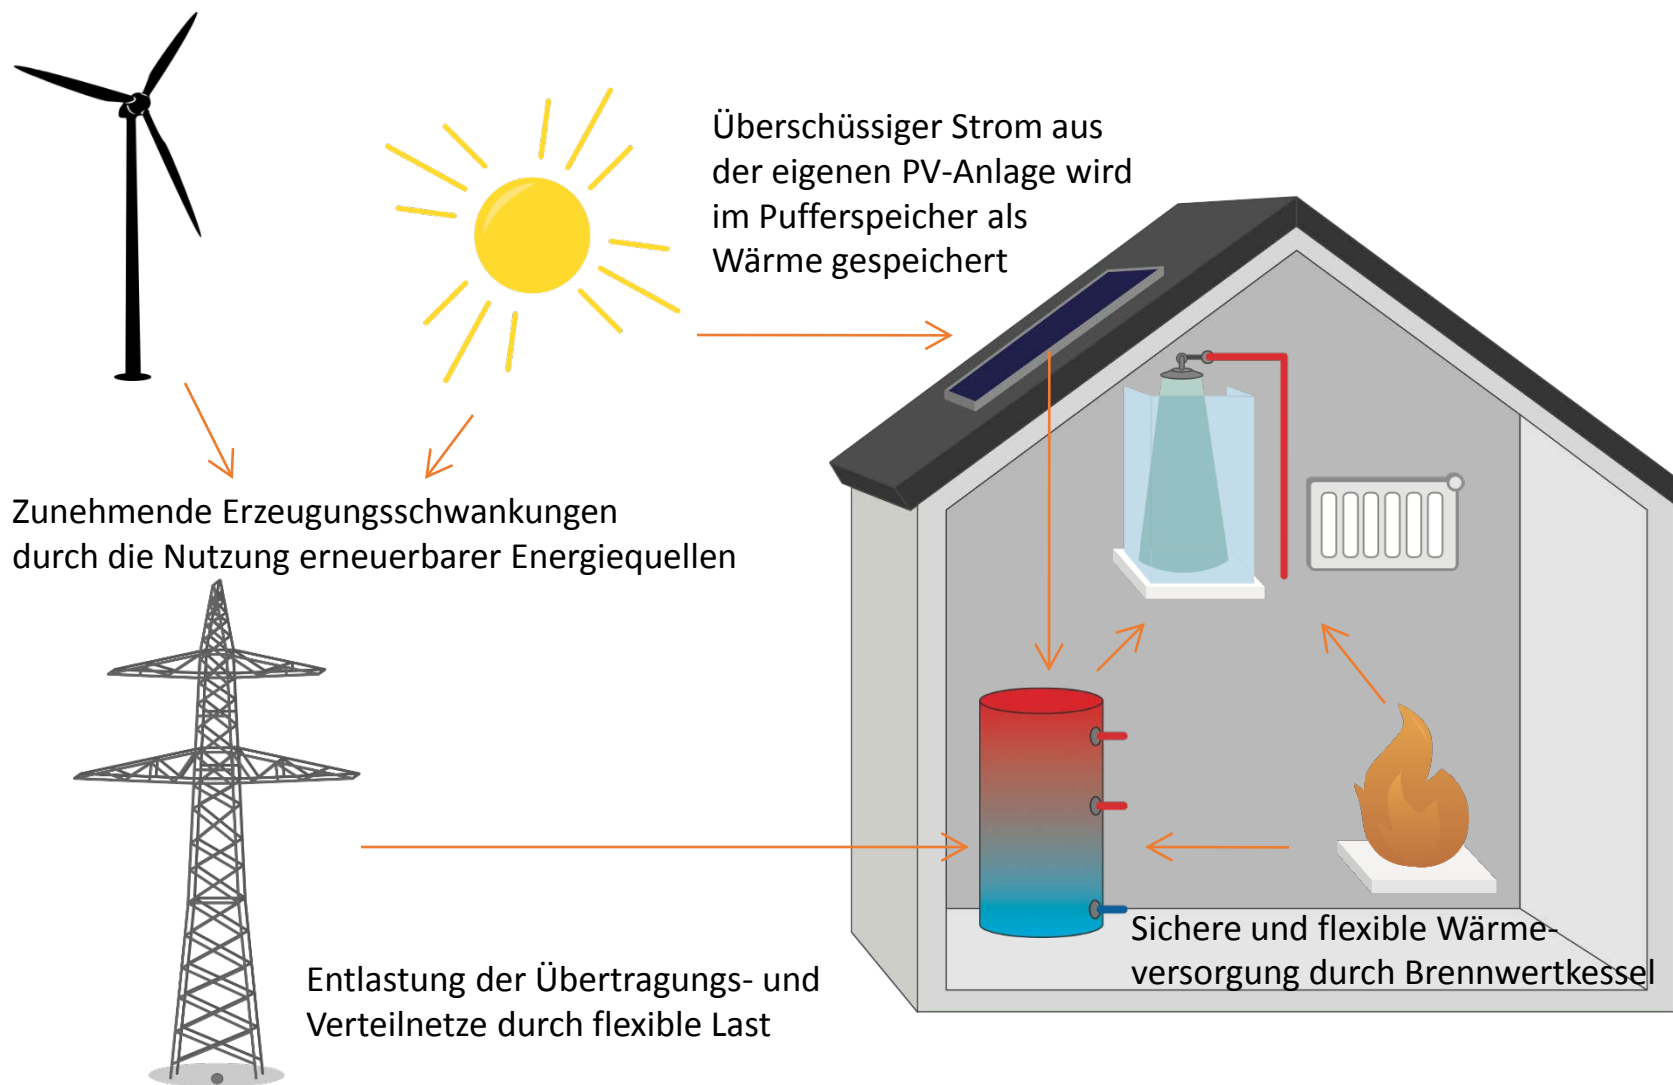 Überschüssiger Strom aus
der eigenen PV-Anlage wird
im Pufferspeicher als
Wärme gespeichert
Zunehmende Erzeugungsschwankungen
durch die Nutzung erneuerbarer Energiequellen
Sichere und flexible Wärme-
versorgung durch Brennwertkessel
Entlastung der Übertragungs- und
Verteilnetze durch flexible Last